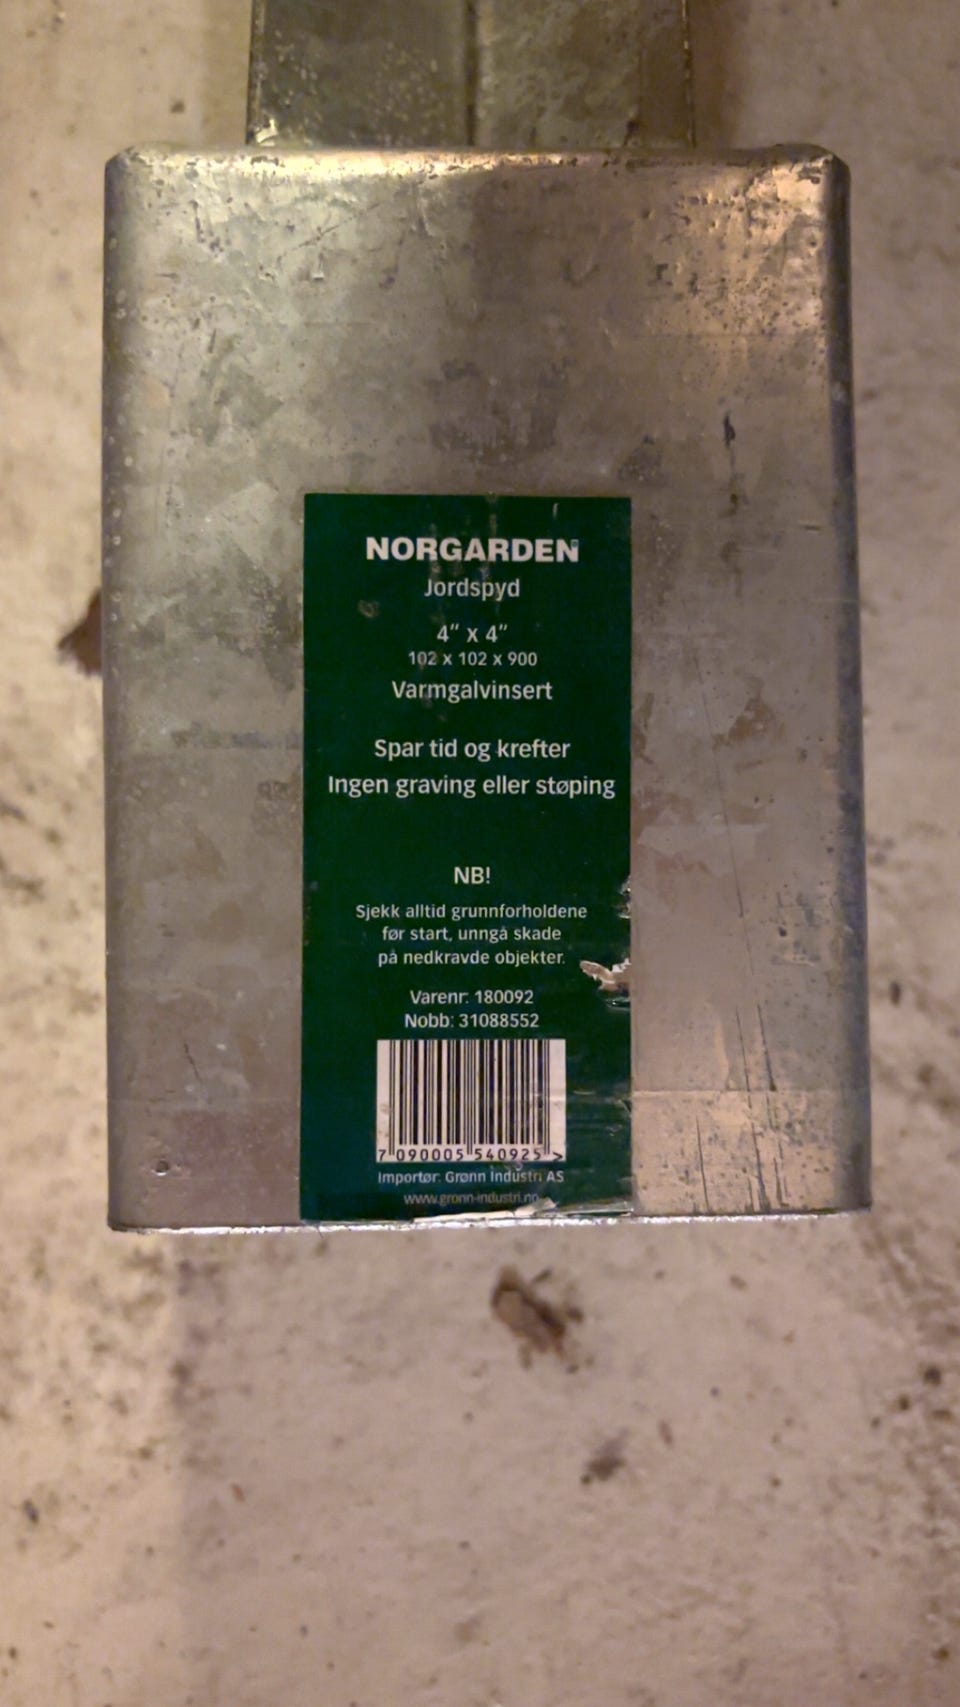 NORGARDEN
Jordspyd
4" x 4"
102 x 102 x 900
Varmgalvinsert
Spar tid og krefter
Ingen graving eller støping
NB!
Sjekk alltid grunnforholdene
før start, unngå skade
på nedkravde objekter.
Varenr: 180092
Nobb: 31088552
7 090005 540925 >
Importør: Grønn Industri AS
www.gronn-industri.no